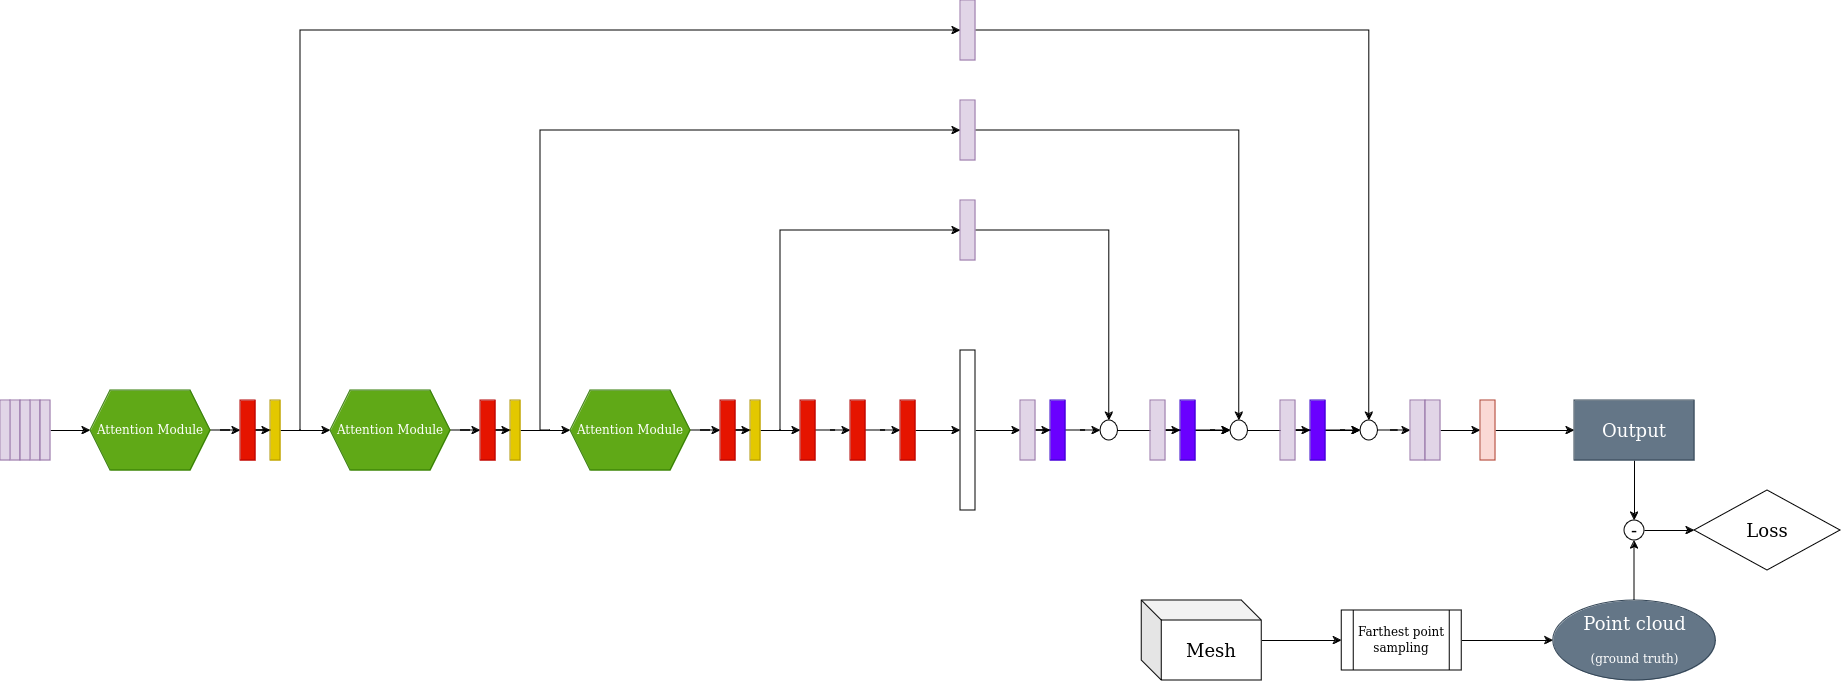 Attention Module
Attention Module
Attention Module
Output
-
Loss
Mesh
Farthest point
sampling
Point cloud
(ground truth)